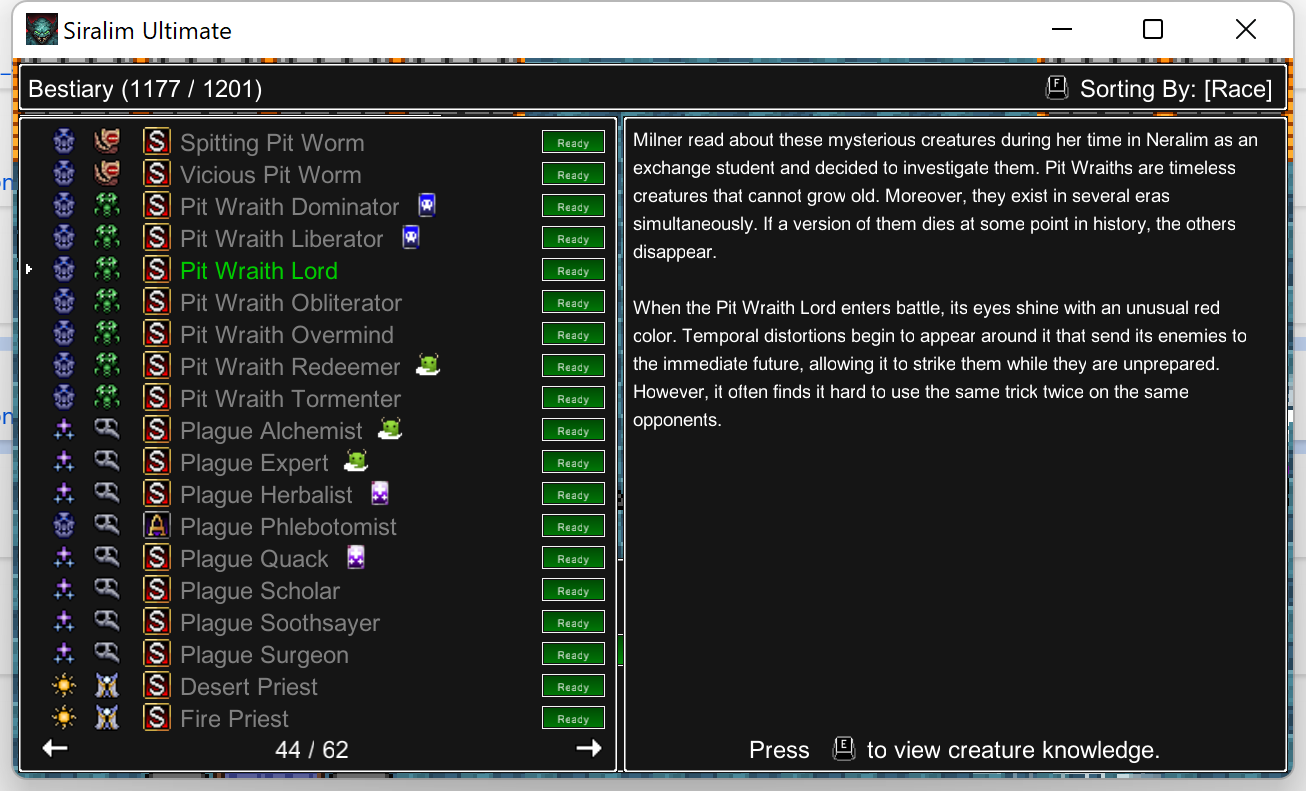 Siralim Ultimate
Bestiary (1177 / 1201)
F Sorting By: [Race]
S Spitting Pit Worm Ready
S Vicious Pit Worm Ready
S Pit Wraith Dominator Ready
S Pit Wraith Liberator Ready
S Pit Wraith Lord Ready
S Pit Wraith Obliterator Ready
S Pit Wraith Overmind Ready
S Pit Wraith Redeemer Ready
S Pit Wraith Tormenter Ready
S Plague Alchemist Ready
S Plague Expert Ready
S Plague Herbalist Ready
A Plague Phlebotomist Ready
S Plague Quack Ready
S Plague Scholar Ready
S Plague Soothsayer Ready
S Plague Surgeon Ready
S Desert Priest Ready
S Fire Priest Ready
44 / 62
Milner read about these mysterious creatures during her time in Neralim as an
exchange student and decided to investigate them. Pit Wraiths are timeless
creatures that cannot grow old. Moreover, they exist in several eras
simultaneously. If a version of them dies at some point in history, the others
disappear.
When the Pit Wraith Lord enters battle, its eyes shine with an unusual red
color. Temporal distortions begin to appear around it that send its enemies to
the immediate future, allowing it to strike them while they are unprepared.
However, it often finds it hard to use the same trick twice on the same
opponents.
Press E to view creature knowledge.